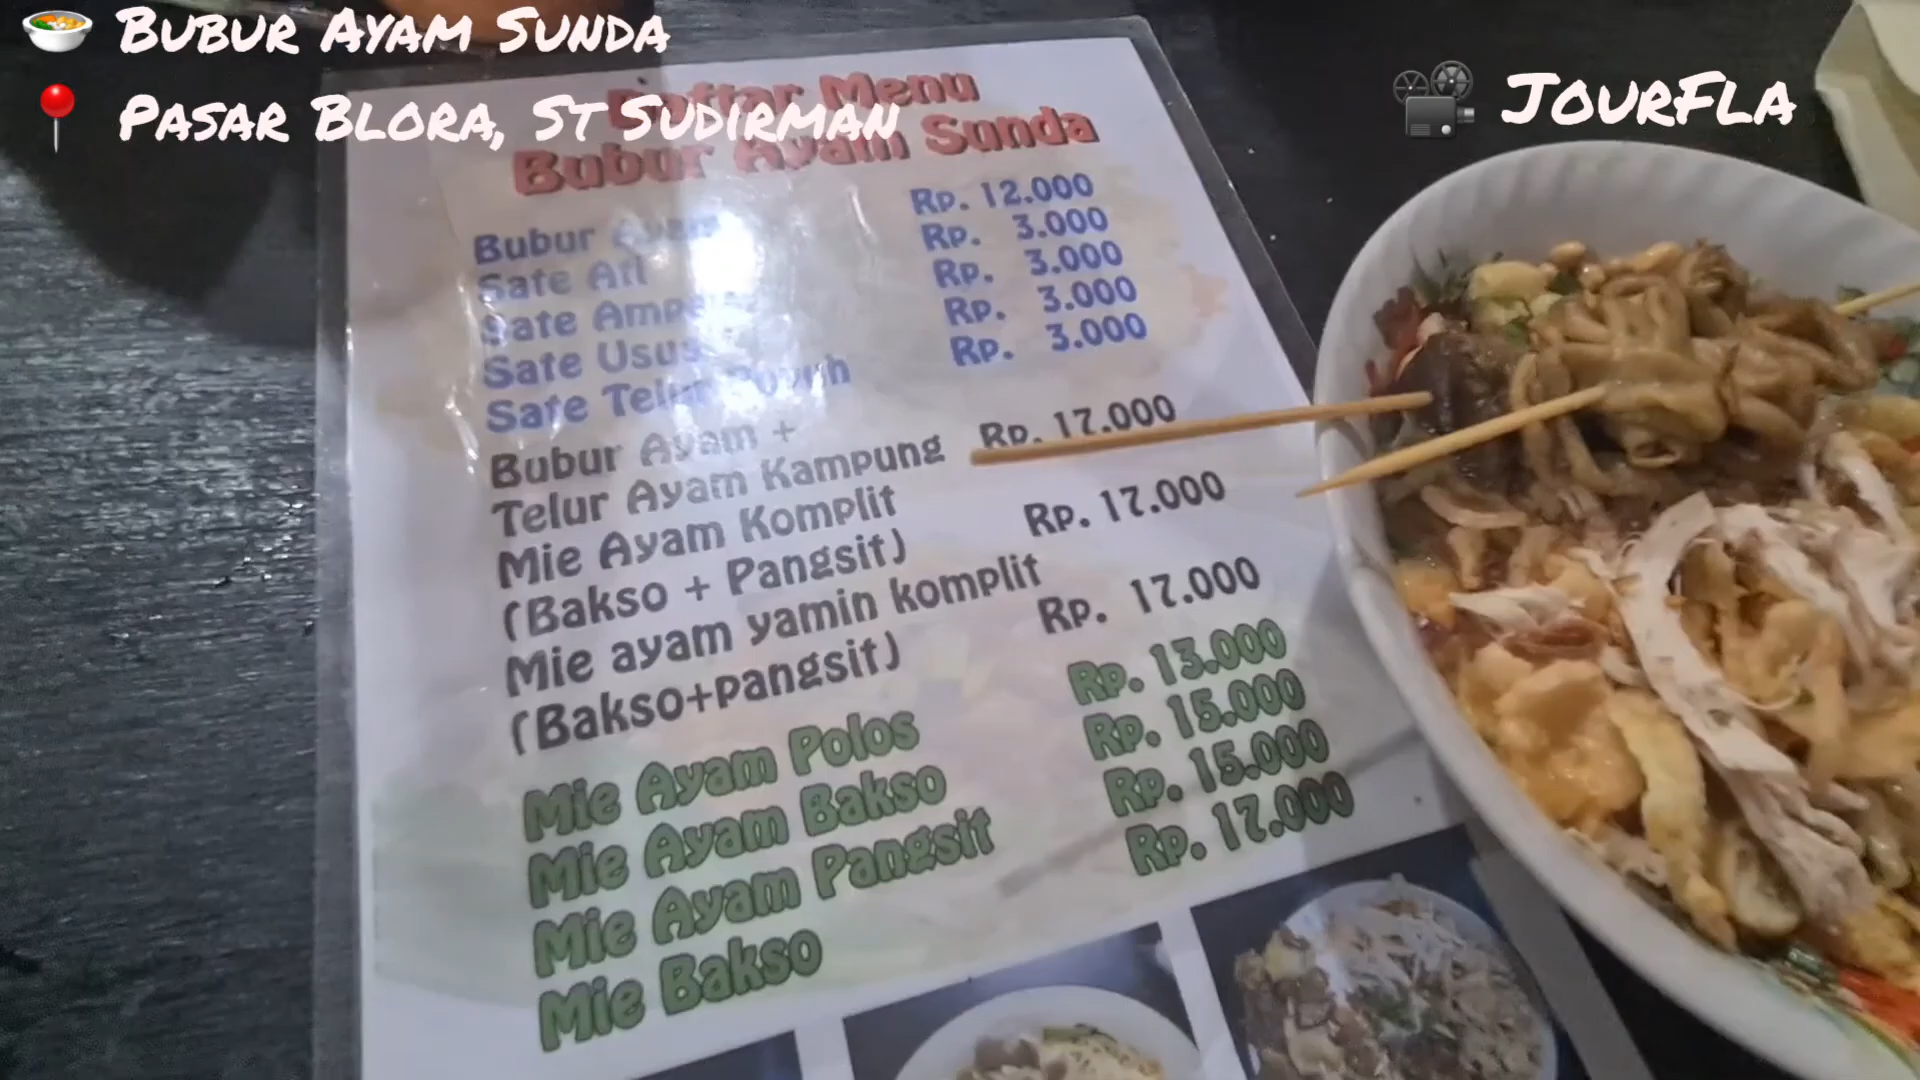 Bubur Ayam Sunda
Pasar Blora, St Sudirman
JourFla
Daftar Menu
Bubur Ayam Sunda
Bubur Ayam Rp. 12.000
Sate Ati Rp. 3.000
Sate Rp. 3.000
Sate Usus Rp. 3.000
Sate Telur Puyuh Rp. 3.000
Bubur Ayam +
Telur Ayam Kampung Rp. 17.000
Mie Ayam Komplit
(Bakso + Pangsit) Rp. 17.000
Mie ayam yamin komplit
(Bakso+pangsit) Rp. 17.000
Mie Ayam Polos Rp. 13.000
Mie Ayam Bakso Rp. 15.000
Mie Ayam Pangsit Rp. 15.000
Mie Bakso Rp. 17.000